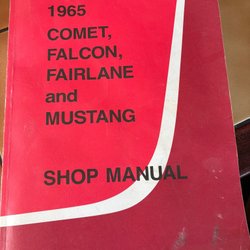 1965
COMET,
FALCON,
FAIRLANE
and
MUSTANG
SHOP MANUAL